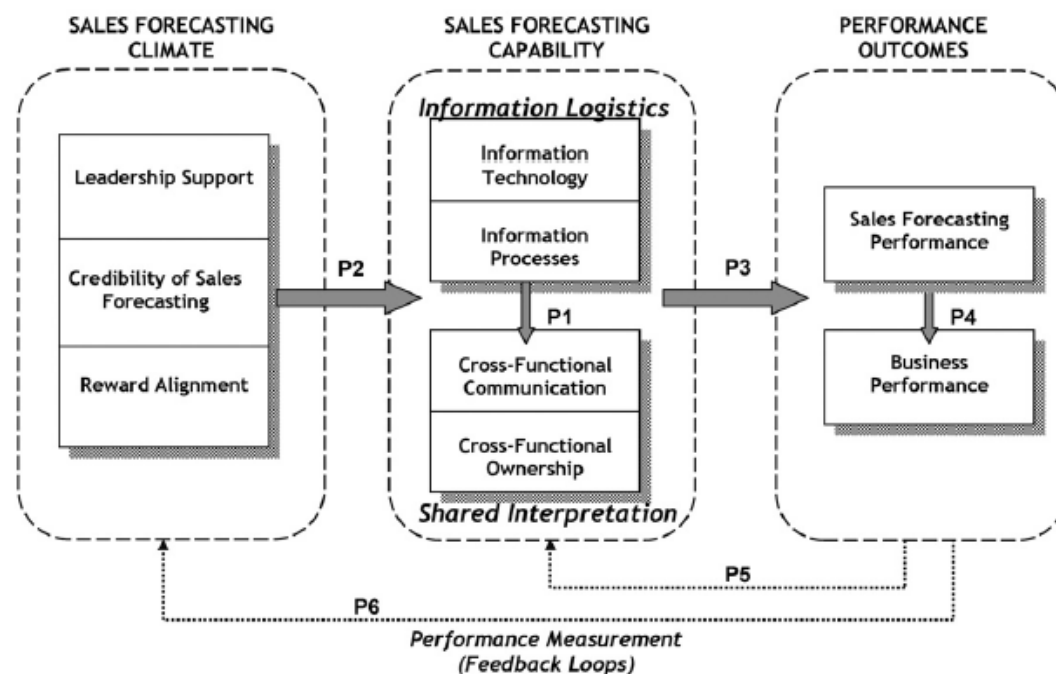 SALES FORECASTING
CLIMATE
SALES FORECASTING
CAPABILITY
PERFORMANCE
OUTCOMES
Leadership Support
Credibility of Sales
Forecasting
Reward Alignment
P2
Information Logistics
Information
Technology
Information
Processes
P1
Cross-Functional
Communication
Cross-Functional
Ownership
Shared Interpretation
P3
Sales Forecasting
Performance
P4
Business
Performance
P5
P6
Performance Measurement
(Feedback Loops)